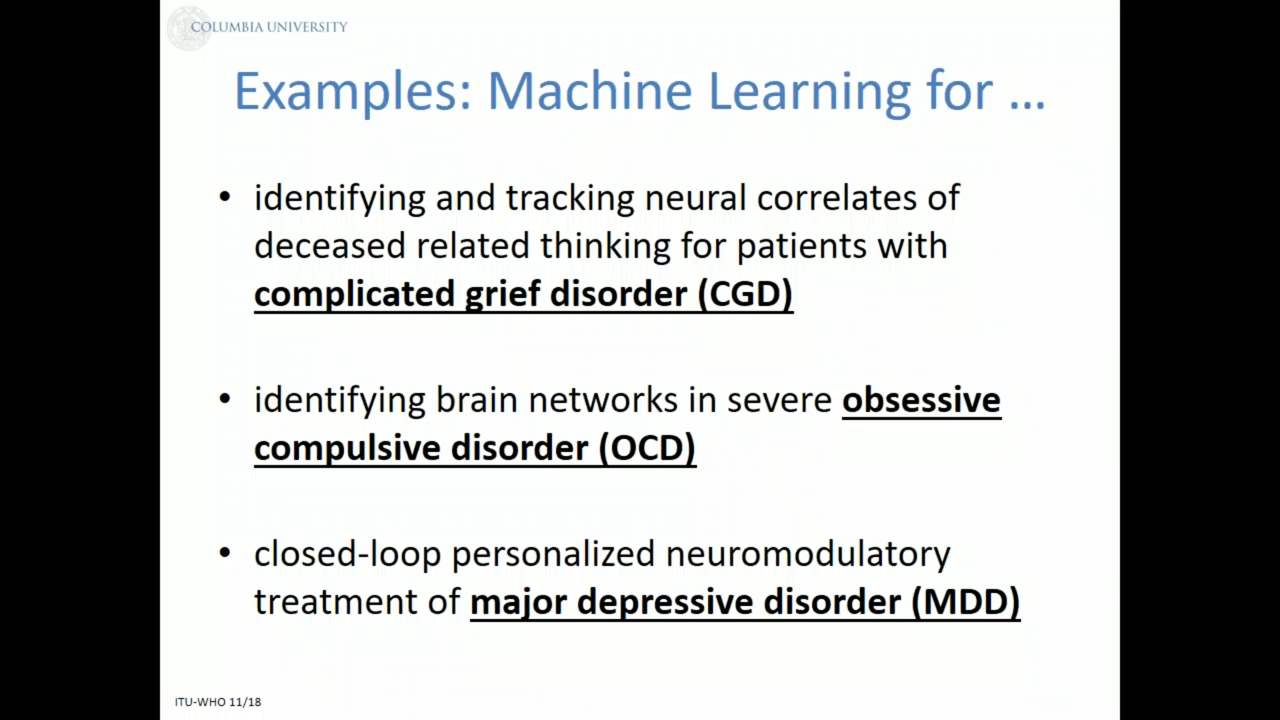 COLUMBIA UNIVERSITY
Examples: Machine Learning for ...
• identifying and tracking neural correlates of
deceased related thinking for patients with
complicated grief disorder (CGD)
• identifying brain networks in severe obsessive
compulsive disorder (OCD)
• closed-loop personalized neuromodulatory
treatment of major depressive disorder (MDD)
ITU-WHO 11/18